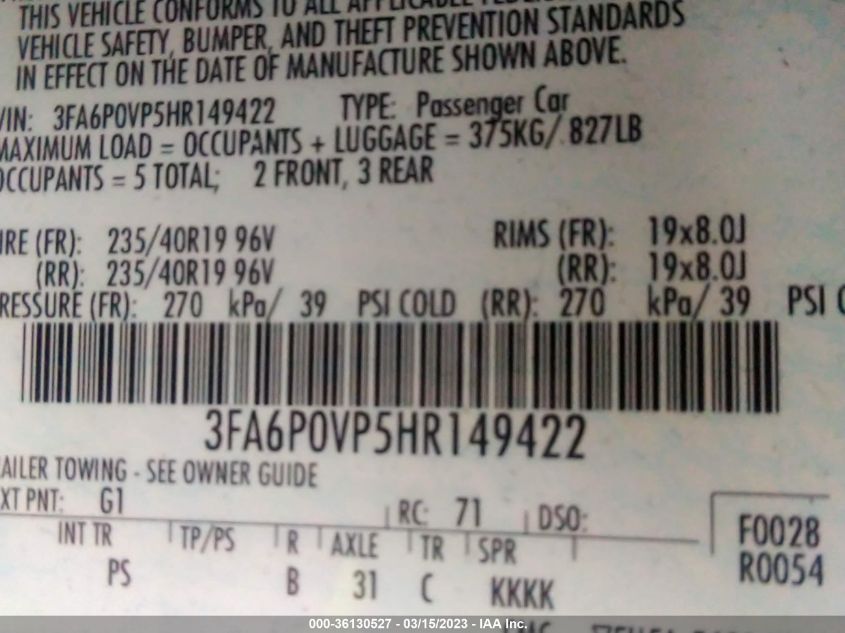 THIS VEHICLE CONFORMS TO ALL APPLICABLE
VEHICLE SAFETY, BUMPER, AND THEFT PREVENTION STANDARDS
IN EFFECT ON THE DATE OF MANUFACTURE SHOWN ABOVE.
VIN: 3FA6P0VP5HR149422 TYPE: Passenger Car
MAXIMUM LOAD = OCCUPANTS + LUGGAGE = 375KG/ 827LB
OCCUPANTS = 5 TOTAL; 2 FRONT, 3 REAR
IRE (FR): 235/40R19 96V RIMS (FR): 19x8.0J
(RR): 235/40R19 96V (RR): 19x8.0J
RESSURE (FR): 270 kPa/ 39 PSI COLD (RR): 270 kPa/ 39 PSI C
3FA6P0VP5HR149422
AILER TOWING - SEE OWNER GUIDE
XT PNT: G1 RC: 71 DSO:
INT TR TP/PS R AXLE TR SPR F0028
PS B 31 C KKKK R0054
000-36130527 - 03/15/2023 - IAA Inc.